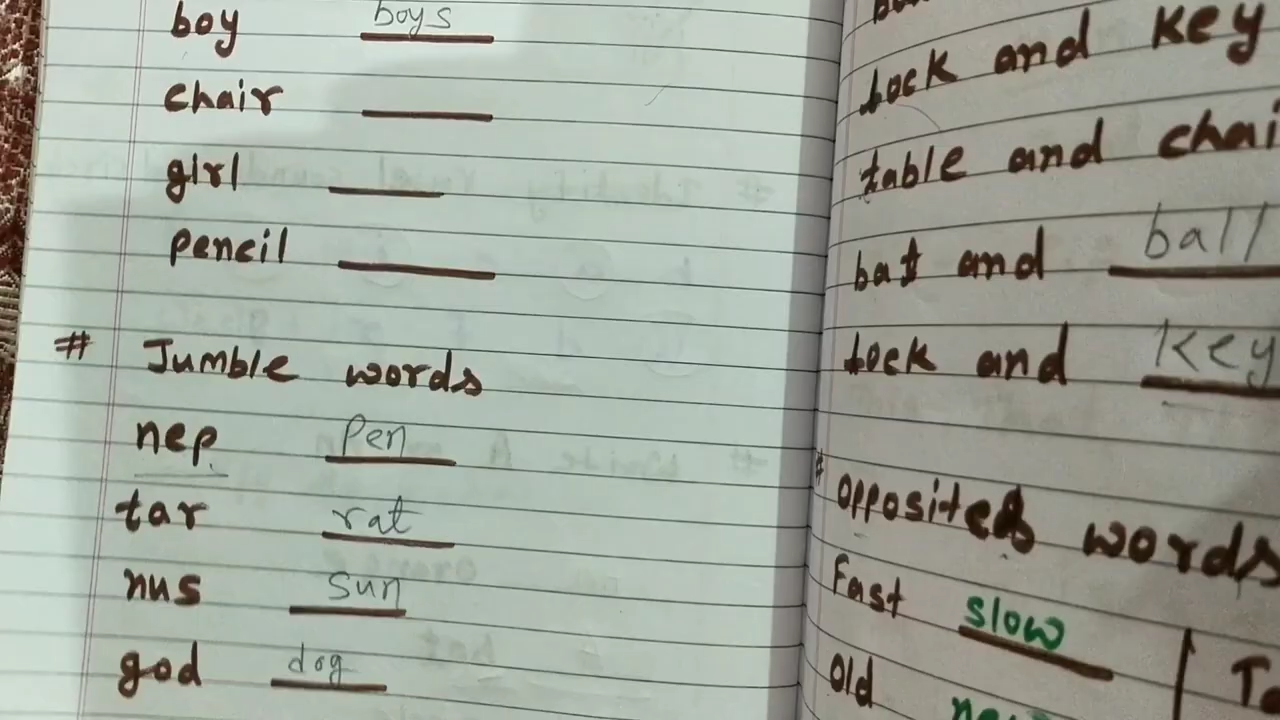 boy boys
chair
girl
pencil
# Jumble words
nep Pen
tar rat
nus Sun
god dog
lock and key
table and chai
bat and ball
lock and key
# Opposites words
Fast slow
Old